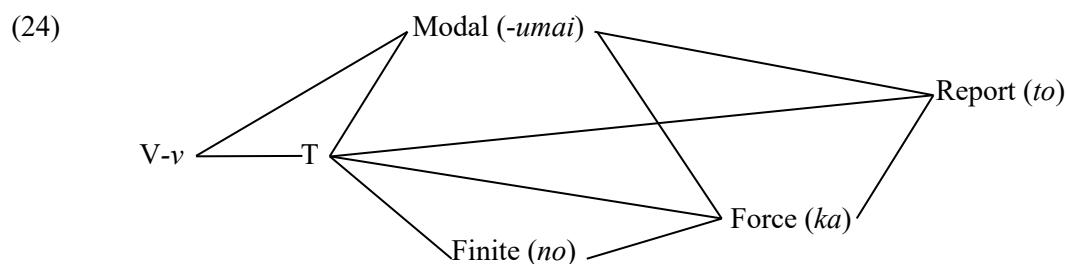 (24) Modal (-umai)
Report (to)
V-v T
Force (ka)
Finite (no)